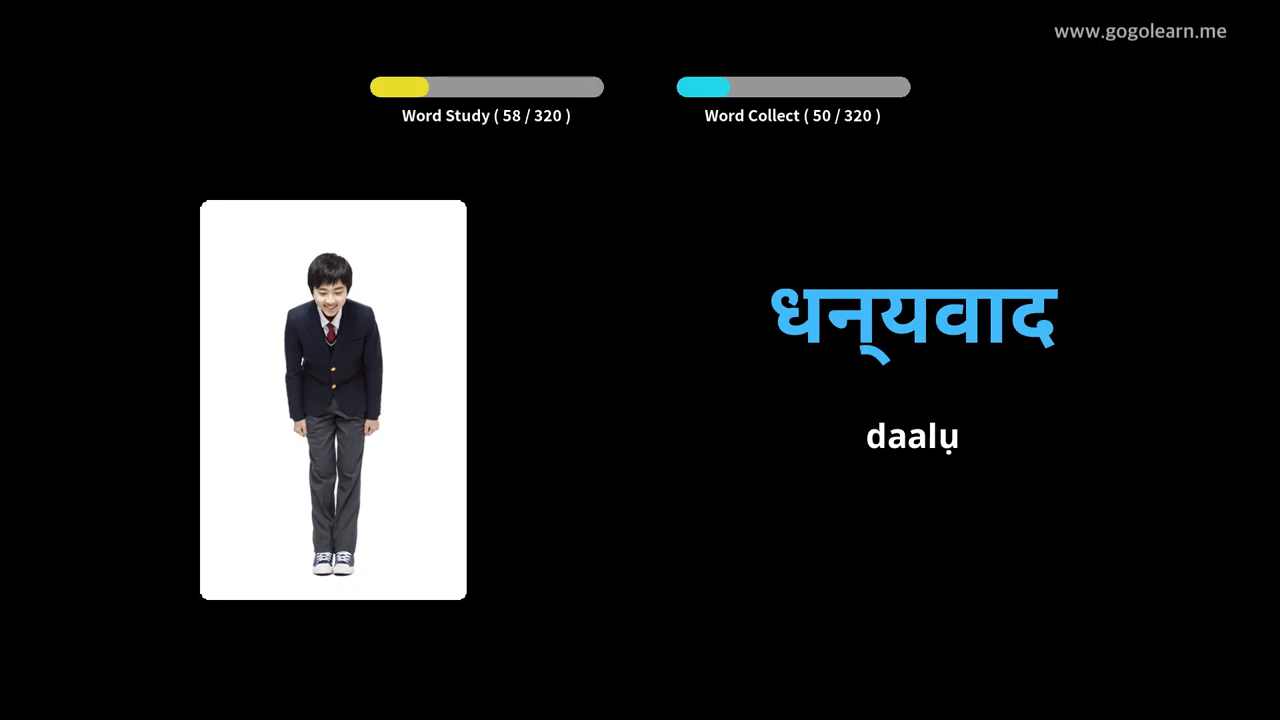 www.gogolearn.me
Word Study ( 58 / 320 )
Word Collect ( 50 / 320 )
धन्‌यवाद
daalụ